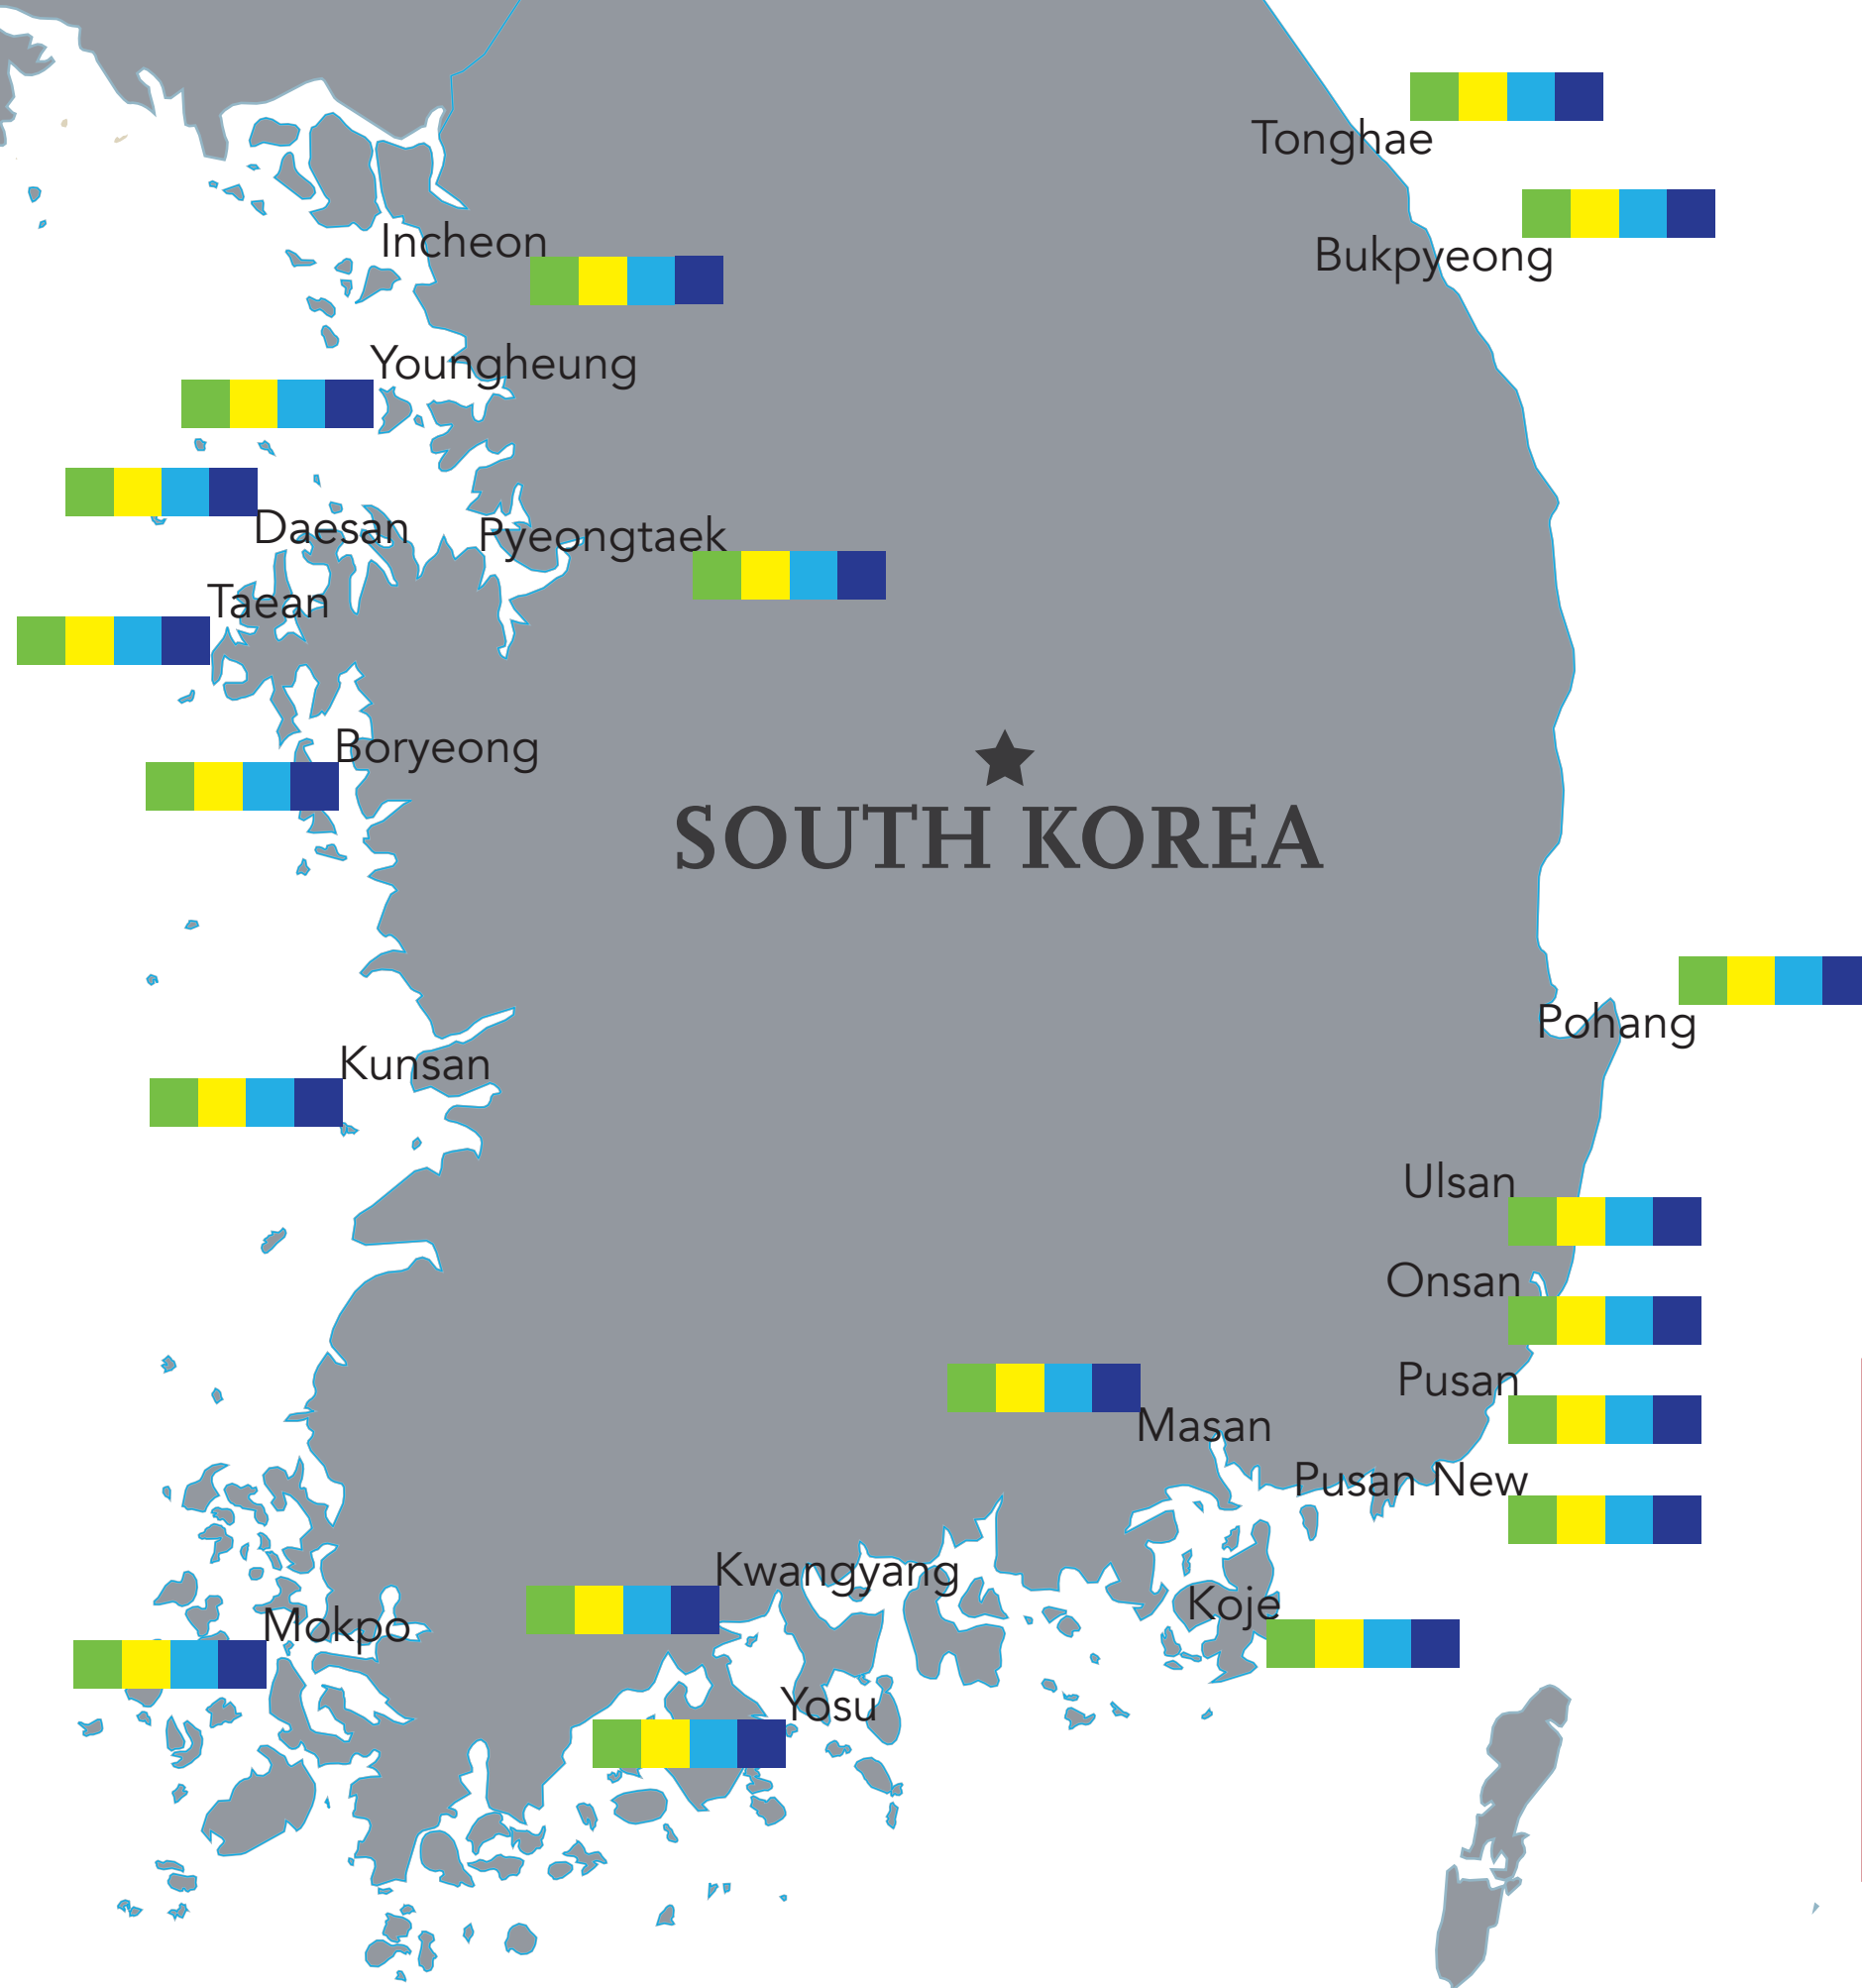 Tonghae
Incheon
Bukpyeong
Youngheung
Daesan
Pyeongtaek
Taean
Boryeong
SOUTH KOREA
Pohang
Kunsan
Ulsan
Onsan
Pusan
Masan
Pusan New
Kwangyang
Koje
Mokpo
Yosu